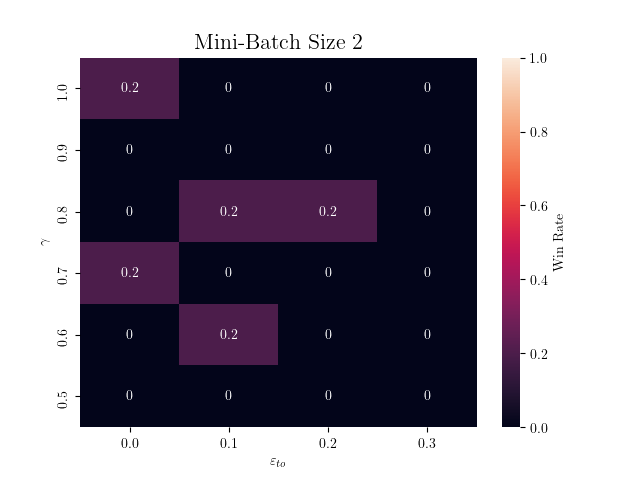 Mini-Batch Size 2
1.0 0.2 0 0 0
0.9 0 0 0 0
0.8 0 0.2 0.2 0
0.7 0.2 0 0 0
0.6 0 0.2 0 0
0.5 0 0 0 0
γ
0.0 0.1 0.2 0.3
ε_{to}
1.0
0.8
0.6
0.4
0.2
0.0
Win Rate